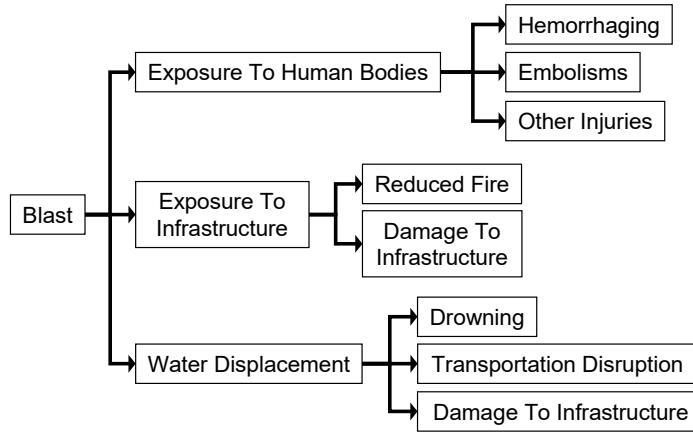 Blast
Exposure To Human Bodies
Hemorrhaging
Embolisms
Other Injuries
Exposure To
Infrastructure
Reduced Fire
Damage To
Infrastructure
Water Displacement
Drowning
Transportation Disruption
Damage To Infrastructure